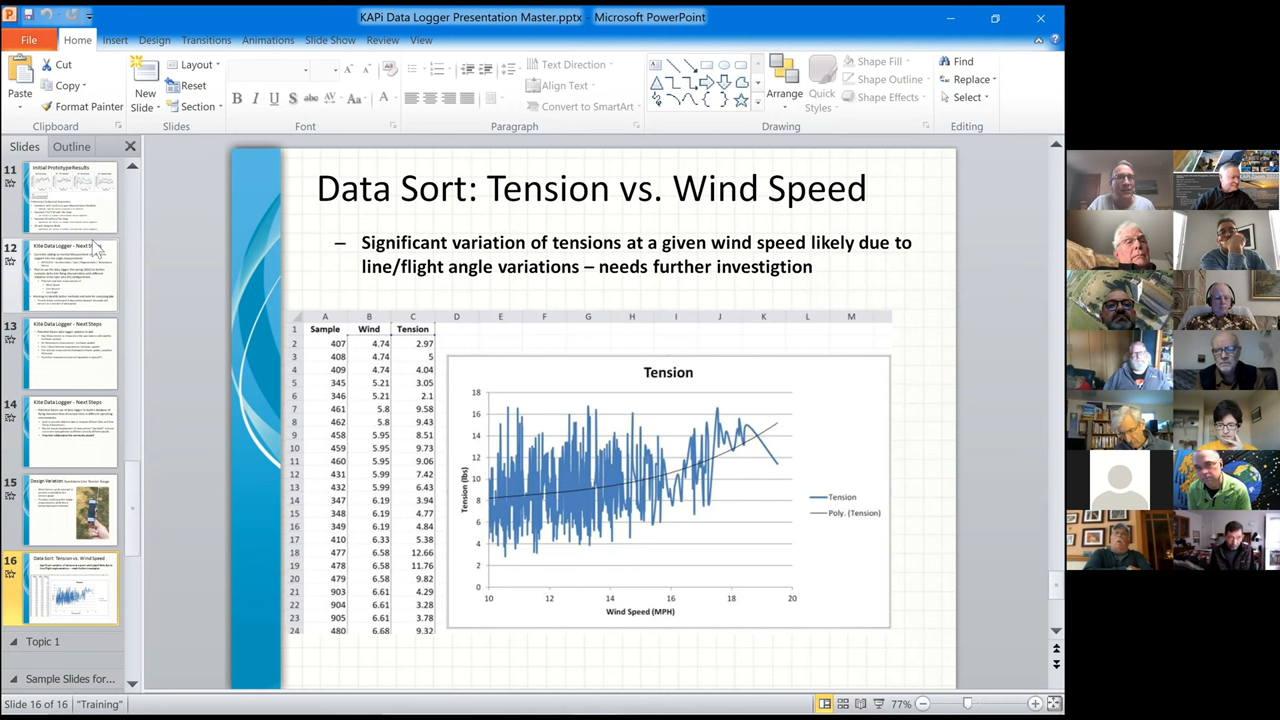 KAPi Data Logger Presentation Master.pptx - Microsoft PowerPoint
File Home Insert Design Transitions Animations Slide Show Review View
Paste
Cut
Copy
Format Painter
Clipboard
New
Slide
Layout
Reset
Section
Slides
Font
Text Direction
Align Text
Convert to SmartArt
Paragraph
Arrange
Quick
Styles
Shape Fill
Shape Outline
Shape Effects
Drawing
Find
Replace
Select
Editing
Slides Outline
11
Initial Prototype Results
12
Kite Data Logger - Next Steps
13
Kite Data Logger - Next Steps
14
Kite Data Logger - Next Steps
15
16
Data Sort: Tension vs. Wind Speed
Topic 1
Sample Slides for...
Data Sort: Tension vs. Wind Speed
– Significant variation of tensions at a given wind speed likely due to
line/flight angle variations – needs further investigtion
A B C D E F G H I J K L M
1 Sample Wind Tension
2 407 4.74 2.97
3 408 4.74 5
4 409 4.74 4.04
5 345 5.21 3.05
6 346 5.21 2.1
7 461 5.8 9.58
8 462 5.8 9.43
9 458 5.95 8.51
10 459 5.95 9.73
11 460 5.99 9.06
12 431 5.99 7.42
13 432 5.99 6.43
14 347 6.19 3.94
15 348 6.19 4.77
16 349 6.19 4.84
17 410 6.33 5.38
18 477 6.58 12.66
19 478 6.58 11.76
20 479 6.58 9.82
21 903 6.61 4.29
22 904 6.61 3.28
23 905 6.61 3.78
24 480 6.68 9.32
Tension
18
16
14
12
10
8
6
4
2
0
Tension (lbs)
10 12 14 16 18 20
Wind Speed (MPH)
Tension
Poly. (Tension)
Slide 16 of 16 "Training" 77%